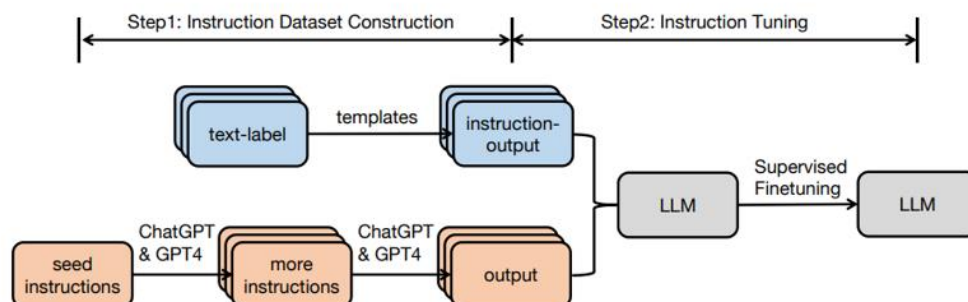 Step1: Instruction Dataset Construction
Step2: Instruction Tuning
text-label
templates
instruction-
output
LLM
Supervised
Finetuning
LLM
seed
instructions
ChatGPT
& GPT4
more
instructions
ChatGPT
& GPT4
output